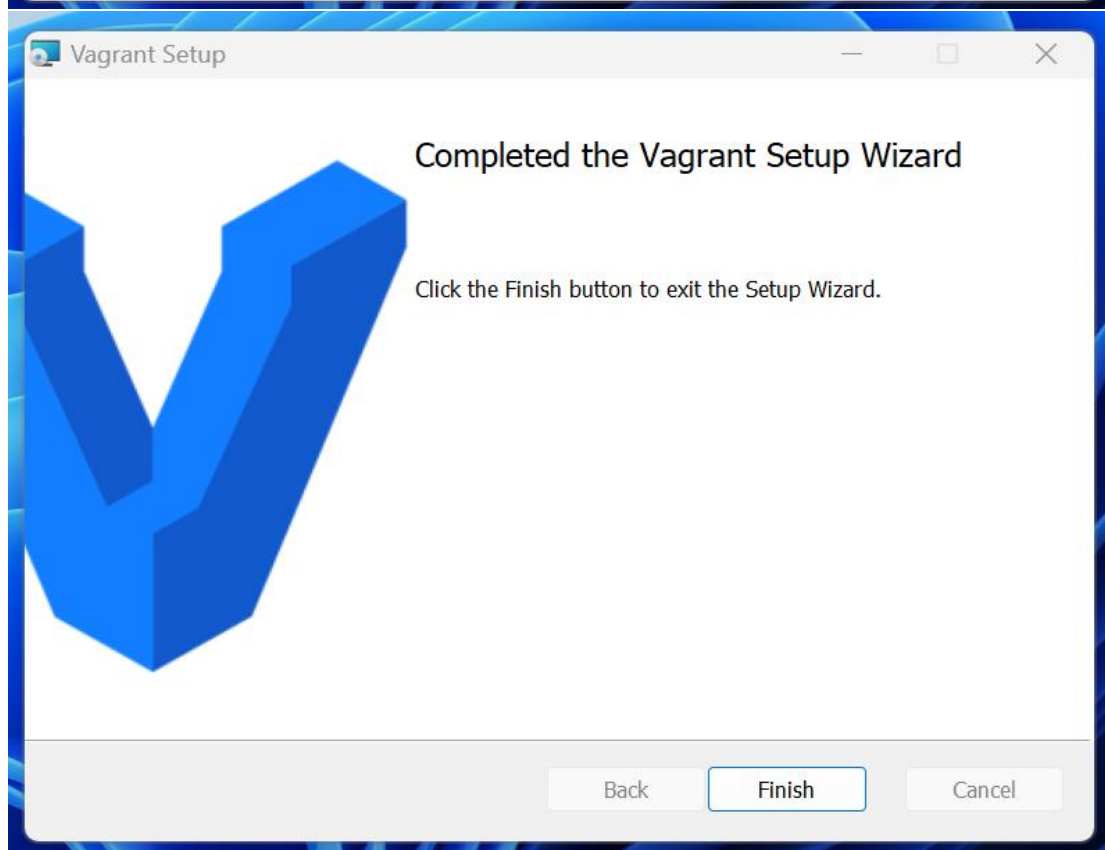 Vagrant Setup
Completed the Vagrant Setup Wizard
Click the Finish button to exit the Setup Wizard.
Back
Finish
Cancel